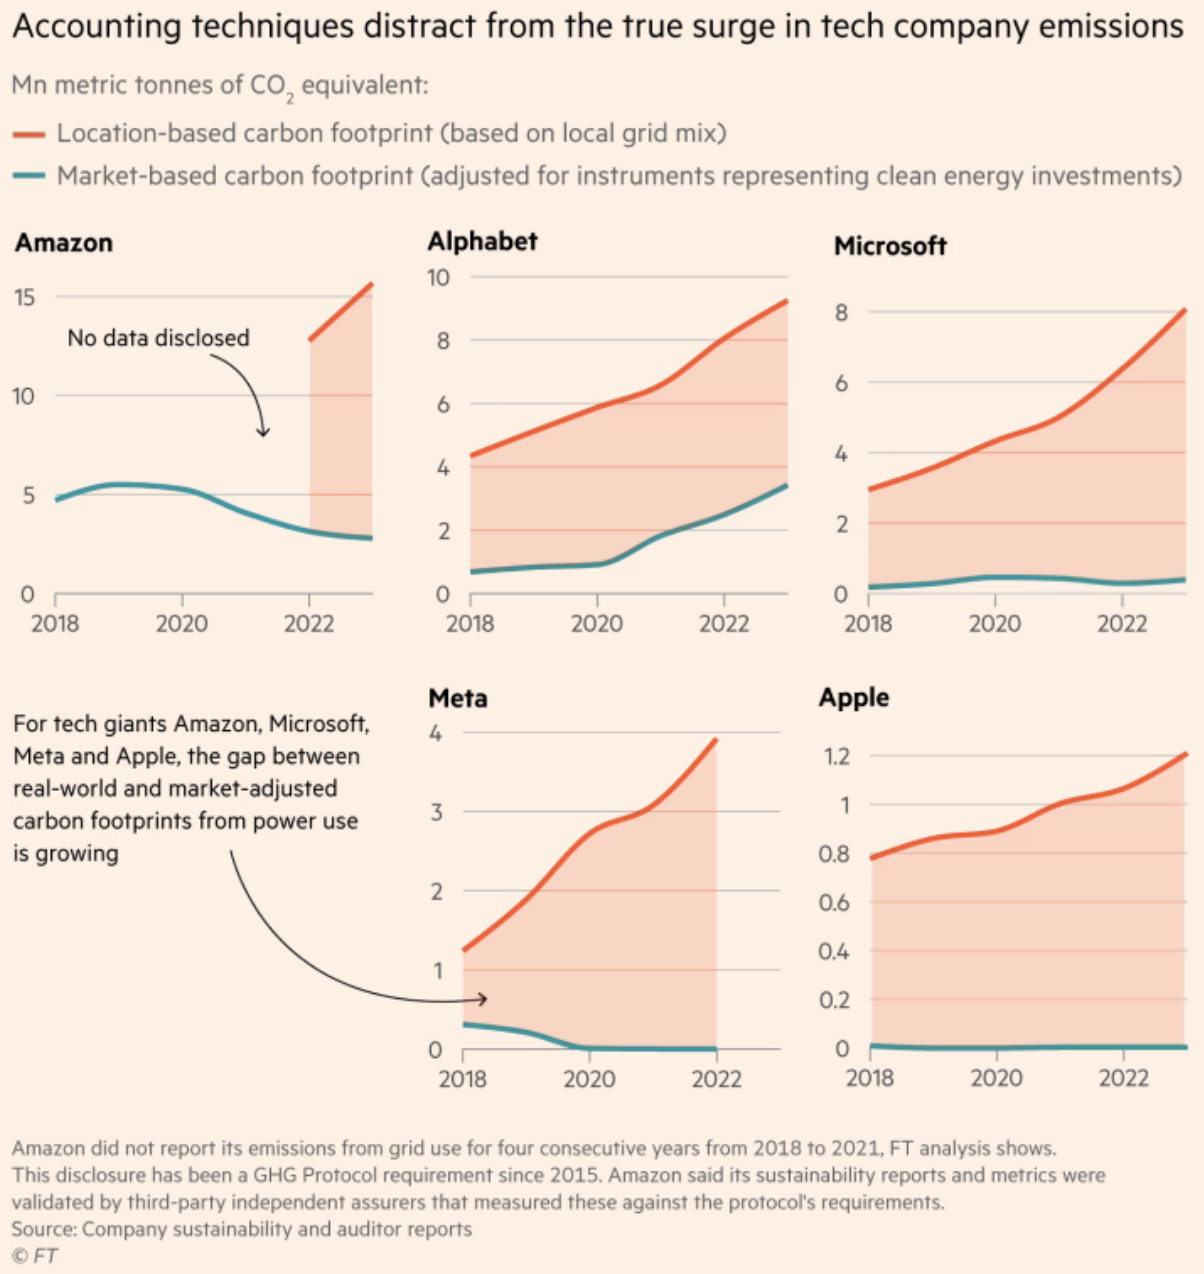 Accounting techniques distract from the true surge in tech company emissions
Mn metric tonnes of CO₂ equivalent:
Location-based carbon footprint (based on local grid mix)
Market-based carbon footprint (adjusted for instruments representing clean energy investments)
Amazon
15
No data disclosed
10
5
0
2018 2020 2022
Alphabet
10
8
6
4
2
0
2018 2020 2022
Microsoft
8
6
4
2
0
2018 2020 2022
For tech giants Amazon, Microsoft,
Meta and Apple, the gap between
real-world and market-adjusted
carbon footprints from power use
is growing
Meta
4
3
2
1
0
2018 2020 2022
Apple
1.2
1
0.8
0.6
0.4
0.2
0
2018 2020 2022
Amazon did not report its emissions from grid use for four consecutive years from 2018 to 2021, FT analysis shows.
This disclosure has been a GHG Protocol requirement since 2015. Amazon said its sustainability reports and metrics were
validated by third-party independent assurers that measured these against the protocol's requirements.
Source: Company sustainability and auditor reports
© FT